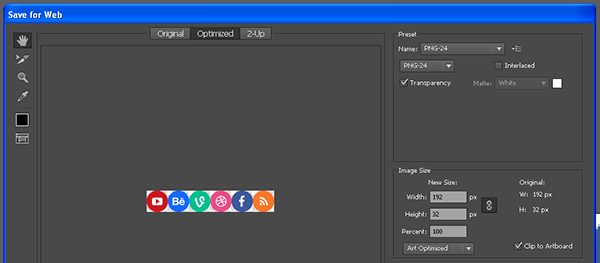 Save for Web
Original Optimized 2-Up
Preset
Name: PNG-24
PNG-24 Interlaced
Transparency Matte: White
Bē
f
Image Size
New Size: Original:
Width: 192 px W: 192 px
Height: 32 px H: 32 px
Percent: 100
Art Optimized Clip to Artboard